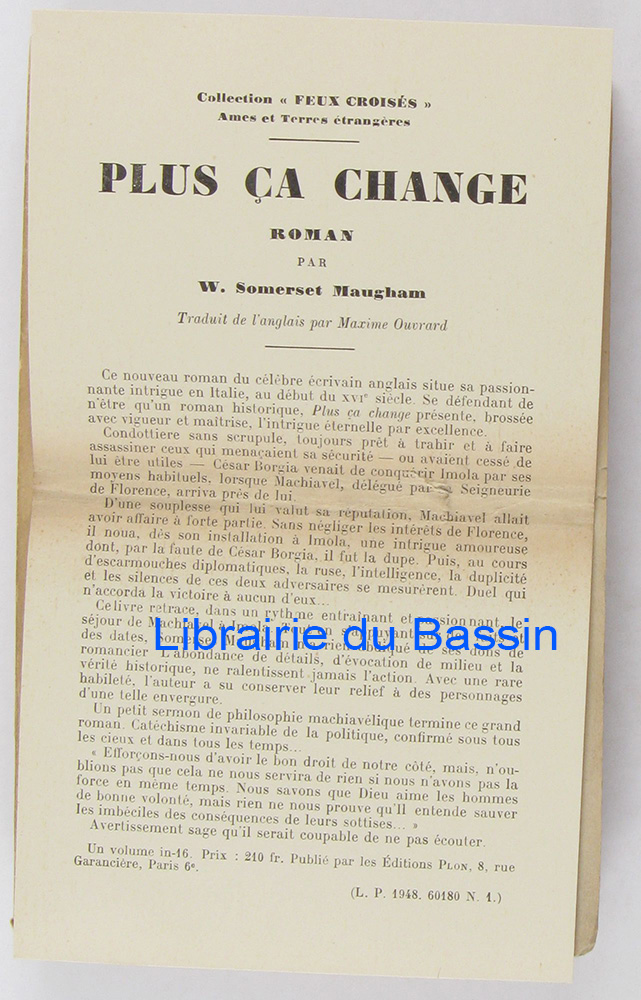 Collection « FEUX CROISÉS »
Ames et Terres étrangères
PLUS ÇA CHANGE
ROMAN
PAR
W. Somerset Maugham
Traduit de l'anglais par Maxime Ouvrard
Ce nouveau roman du célèbre écrivain anglais situe sa passion-
nante intrigue en Italie, au début du XVIe siècle. Se défendant de
n'être qu'un roman historique, Plus ça change présente, brossée
avec vigueur et maîtrise, l'intrigue éternelle par excellence.
Condottiere sans scrupule, toujours prêt à trahir et à faire
assassiner ceux qui menaçaient sa sécurité — ou avaient cessé de
lui être utiles — César Borgia venait de conquérir Imola par ses
moyens habituels, lorsque Machiavel, délégué par Seigneurie
de Florence, arriva près de lui.
D'une souplesse qui lui valut sa réputation, Machiavel allait
avoir affaire à forte partie. Sans négliger les intérêts de Florence,
il noua, dès son installation à Imola, une intrigue amoureuse
dont, par la faute de César Borgia, il fut la dupe. Puis, au cours
d'escarmouches diplomatiques, la ruse, l'intelligence, la duplicité
et les silences de ces deux adversaires se mesurèrent. Duel qui
n'accorda la victoire à aucun d'eux...
Ce livre retrace, dans un rythme entraînant et passionnant, le
séjour de Machiavel à
Librairie du Bassin
des dates, Somerset Maugham de ses dons de
romancier L'abondance de détails, d'évocation de milieu et la
vérité historique, ne ralentissent jamais l'action. Avec une rare
habileté, l'auteur a su conserver leur relief à des personnages
d'une telle envergure.
Un petit sermon de philosophie machiavélique termine ce grand
roman. Catéchisme invariable de la politique, confirmé sous tous
les cieux et dans tous les temps...
« Efforçons-nous d'avoir le bon droit de notre côté, mais, n'ou-
blions pas que cela ne nous servira de rien si nous n'avons pas la
force en même temps. Nous savons que Dieu aime les hommes
de bonne volonté, mais rien ne nous prouve qu'Il entende sauver
les imbéciles des conséquences de leurs sottises... »
Avertissement sage qu'il serait coupable de ne pas écouter.
Un volume in-16. Prix : 210 fr. Publié par les Éditions PLON, 8, rue
Garancière, Paris 6e.
(L. P. 1948. 60180 N. 1.)